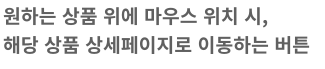 원하는 상품 위에 마우스 위치 시,
해당 상품 상세페이지로 이동하는 버튼